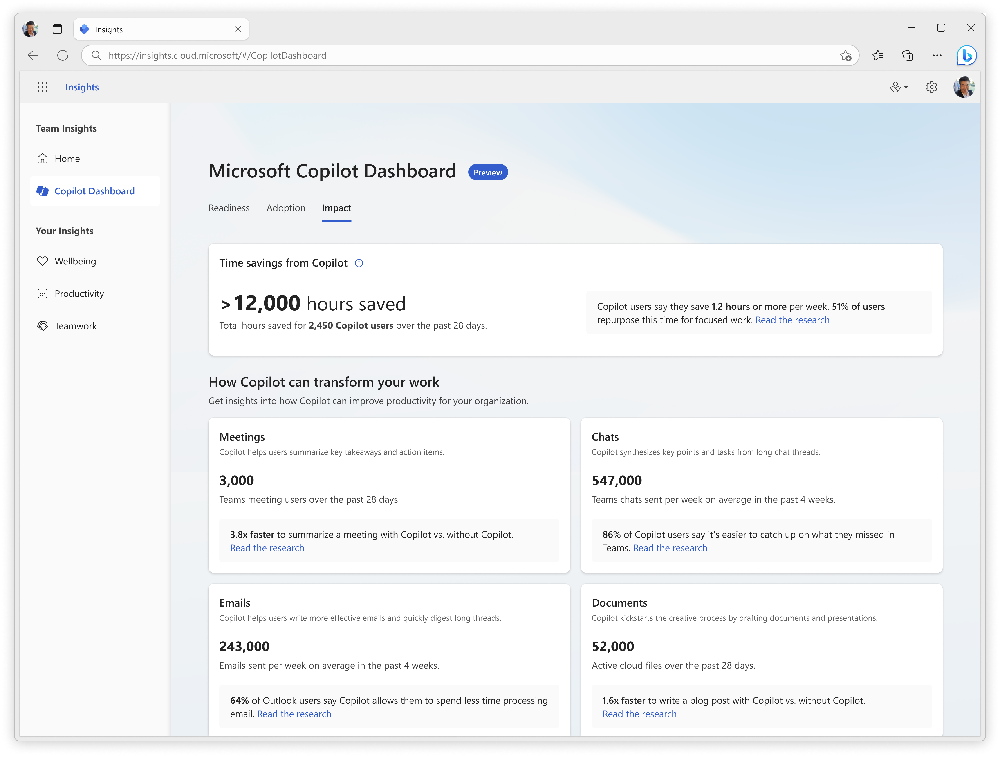 Insights
https://insights.cloud.microsoft/#/CopilotDashboard
Insights
Team Insights
Home
Copilot Dashboard
Your Insights
Wellbeing
Productivity
Teamwork
Microsoft Copilot Dashboard Preview
Readiness Adoption Impact
Time savings from Copilot
>12,000 hours saved
Total hours saved for 2,450 Copilot users over the past 28 days.
Copilot users say they save 1.2 hours or more per week. 51% of users
repurpose this time for focused work. Read the research
How Copilot can transform your work
Get insights into how Copilot can improve productivity for your organization.
Meetings
Copilot helps users summarize key takeaways and action items.
3,000
Teams meeting users over the past 28 days
3.8x faster to summarize a meeting with Copilot vs. without Copilot.
Read the research
Chats
Copilot synthesizes key points and tasks from long chat threads.
547,000
Teams chats sent per week on average in the past 4 weeks.
86% of Copilot users say it's easier to catch up on what they missed in
Teams. Read the research
Emails
Copilot helps users write more effective emails and quickly digest long threads.
243,000
Emails sent per week on average in the past 4 weeks.
64% of Outlook users say Copilot allows them to spend less time processing
email. Read the research
Documents
Copilot kickstarts the creative process by drafting documents and presentations.
52,000
Active cloud files over the past 28 days.
1.6x faster to write a blog post with Copilot vs. without Copilot.
Read the research